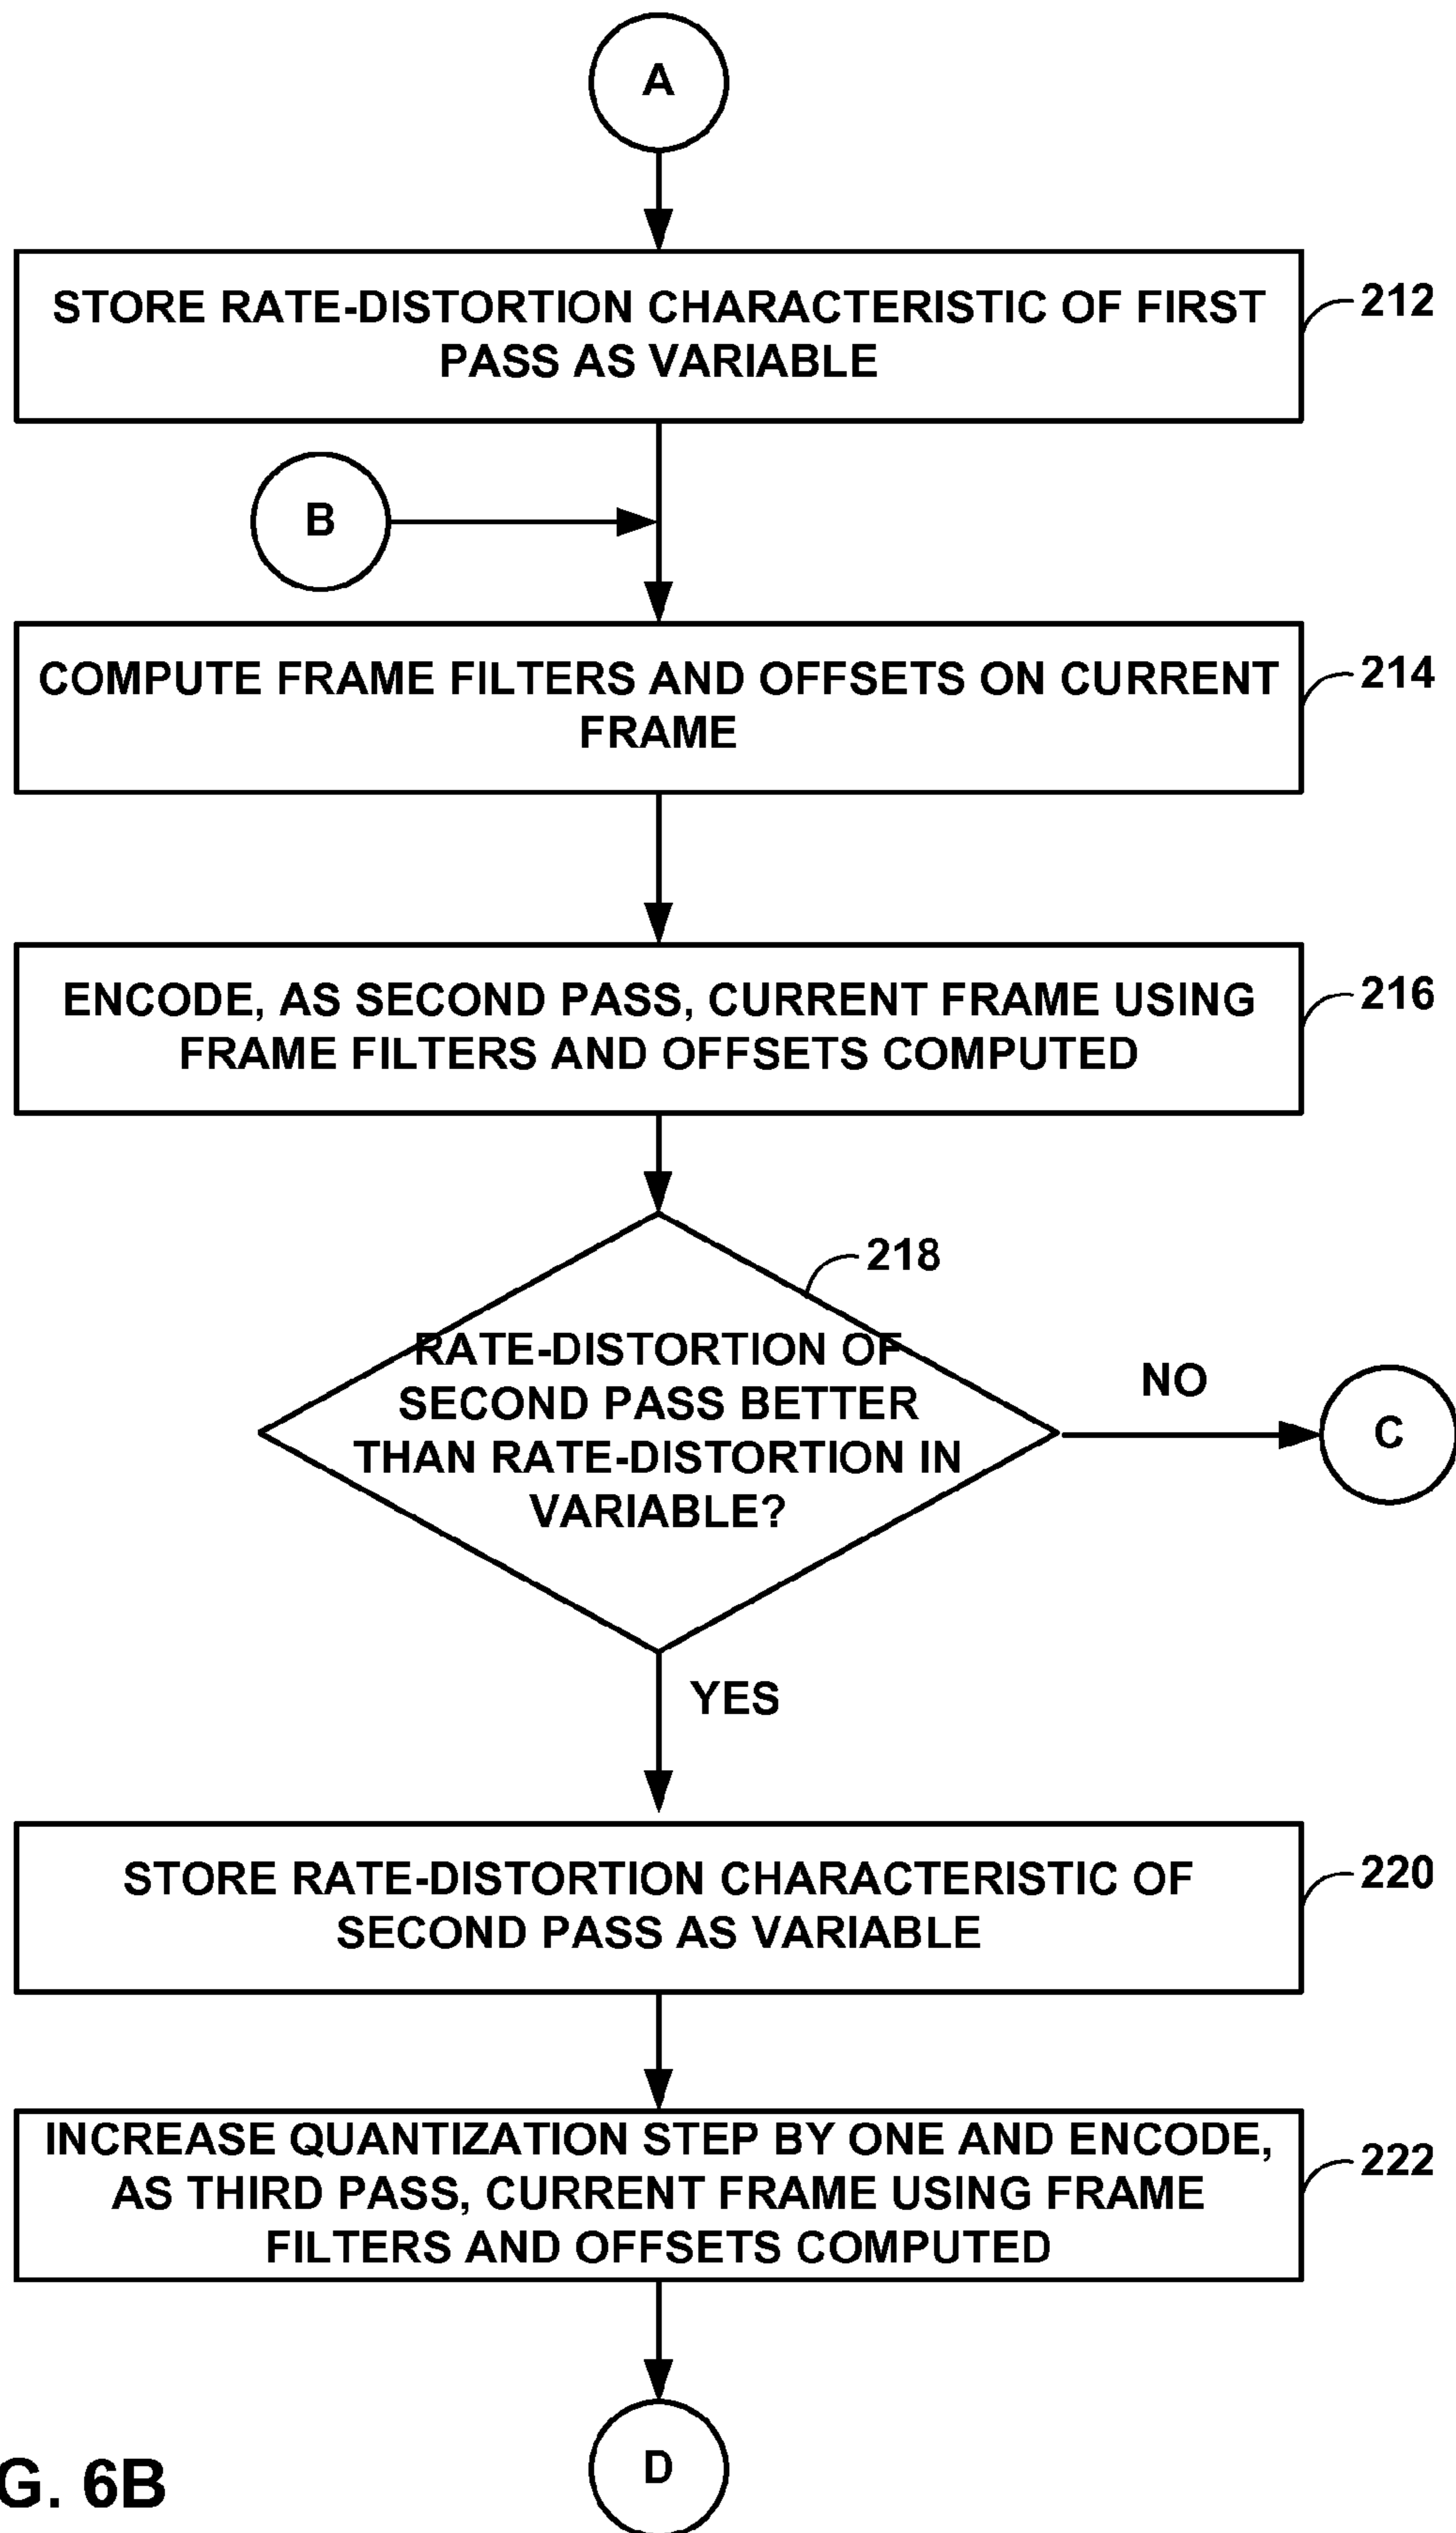 A
STORE RATE-DISTORTION CHARACTERISTIC OF FIRST
PASS AS VARIABLE
212
B
COMPUTE FRAME FILTERS AND OFFSETS ON CURRENT
FRAME
214
ENCODE, AS SECOND PASS, CURRENT FRAME USING
FRAME FILTERS AND OFFSETS COMPUTED
216
218
RATE-DISTORTION OF
SECOND PASS BETTER
THAN RATE-DISTORTION IN
VARIABLE?
NO
C
YES
STORE RATE-DISTORTION CHARACTERISTIC OF
SECOND PASS AS VARIABLE
220
INCREASE QUANTIZATION STEP BY ONE AND ENCODE,
AS THIRD PASS, CURRENT FRAME USING FRAME
FILTERS AND OFFSETS COMPUTED
222
D
G. 6B